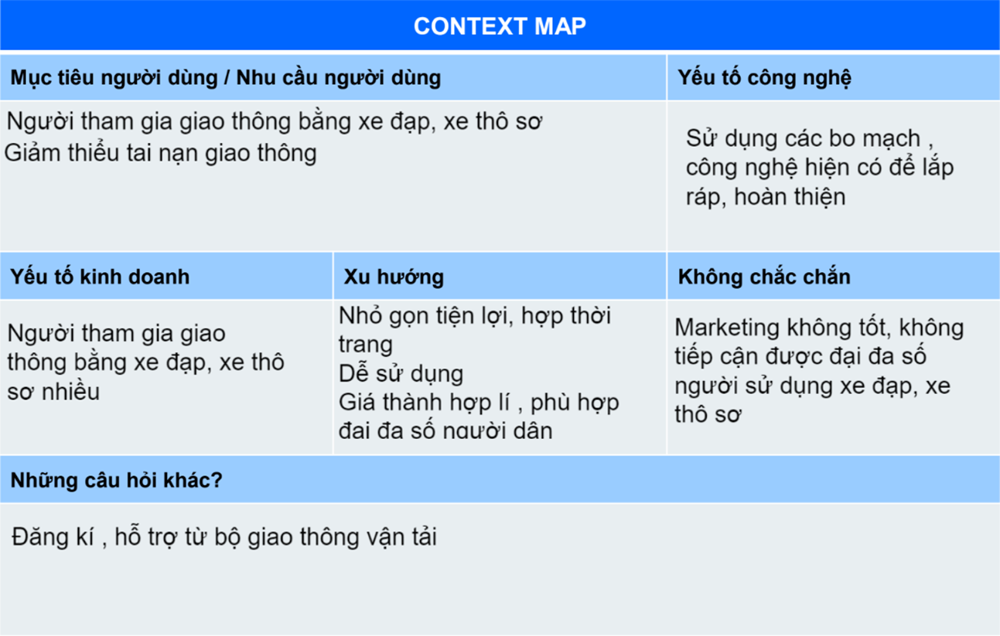 CONTEXT MAP
Mục tiêu người dùng / Nhu cầu người dùng
Yếu tố công nghệ
Người tham gia giao thông bằng xe đạp, xe thô sơ
Giảm thiểu tai nạn giao thông
Sử dụng các bo mạch ,
công nghệ hiện có để lắp
ráp, hoàn thiện
Yếu tố kinh doanh
Xu hướng
Không chắc chắn
Người tham gia giao
thông bằng xe đạp, xe thô
sơ nhiều
Nhỏ gọn tiện lợi, hợp thời
trang
Dễ sử dụng
Giá thành hợp lí , phù hợp
đại đa số người dân
Marketing không tốt, không
tiếp cận được đại đa số
người sử dụng xe đạp, xe
thô sơ
Những câu hỏi khác?
Đăng kí , hỗ trợ từ bộ giao thông vận tải